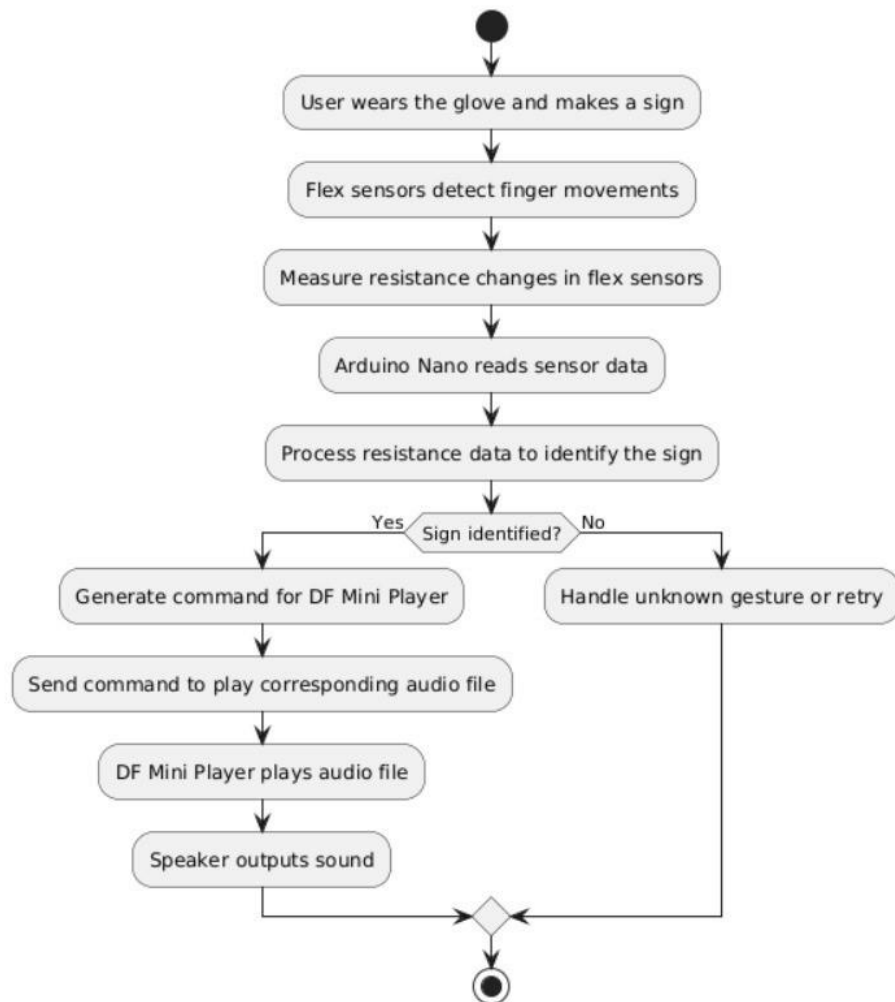 User wears the glove and makes a sign
Flex sensors detect finger movements
Measure resistance changes in flex sensors
Arduino Nano reads sensor data
Process resistance data to identify the sign
Yes
Sign identified?
No
Generate command for DF Mini Player
Handle unknown gesture or retry
Send command to play corresponding audio file
DF Mini Player plays audio file
Speaker outputs sound